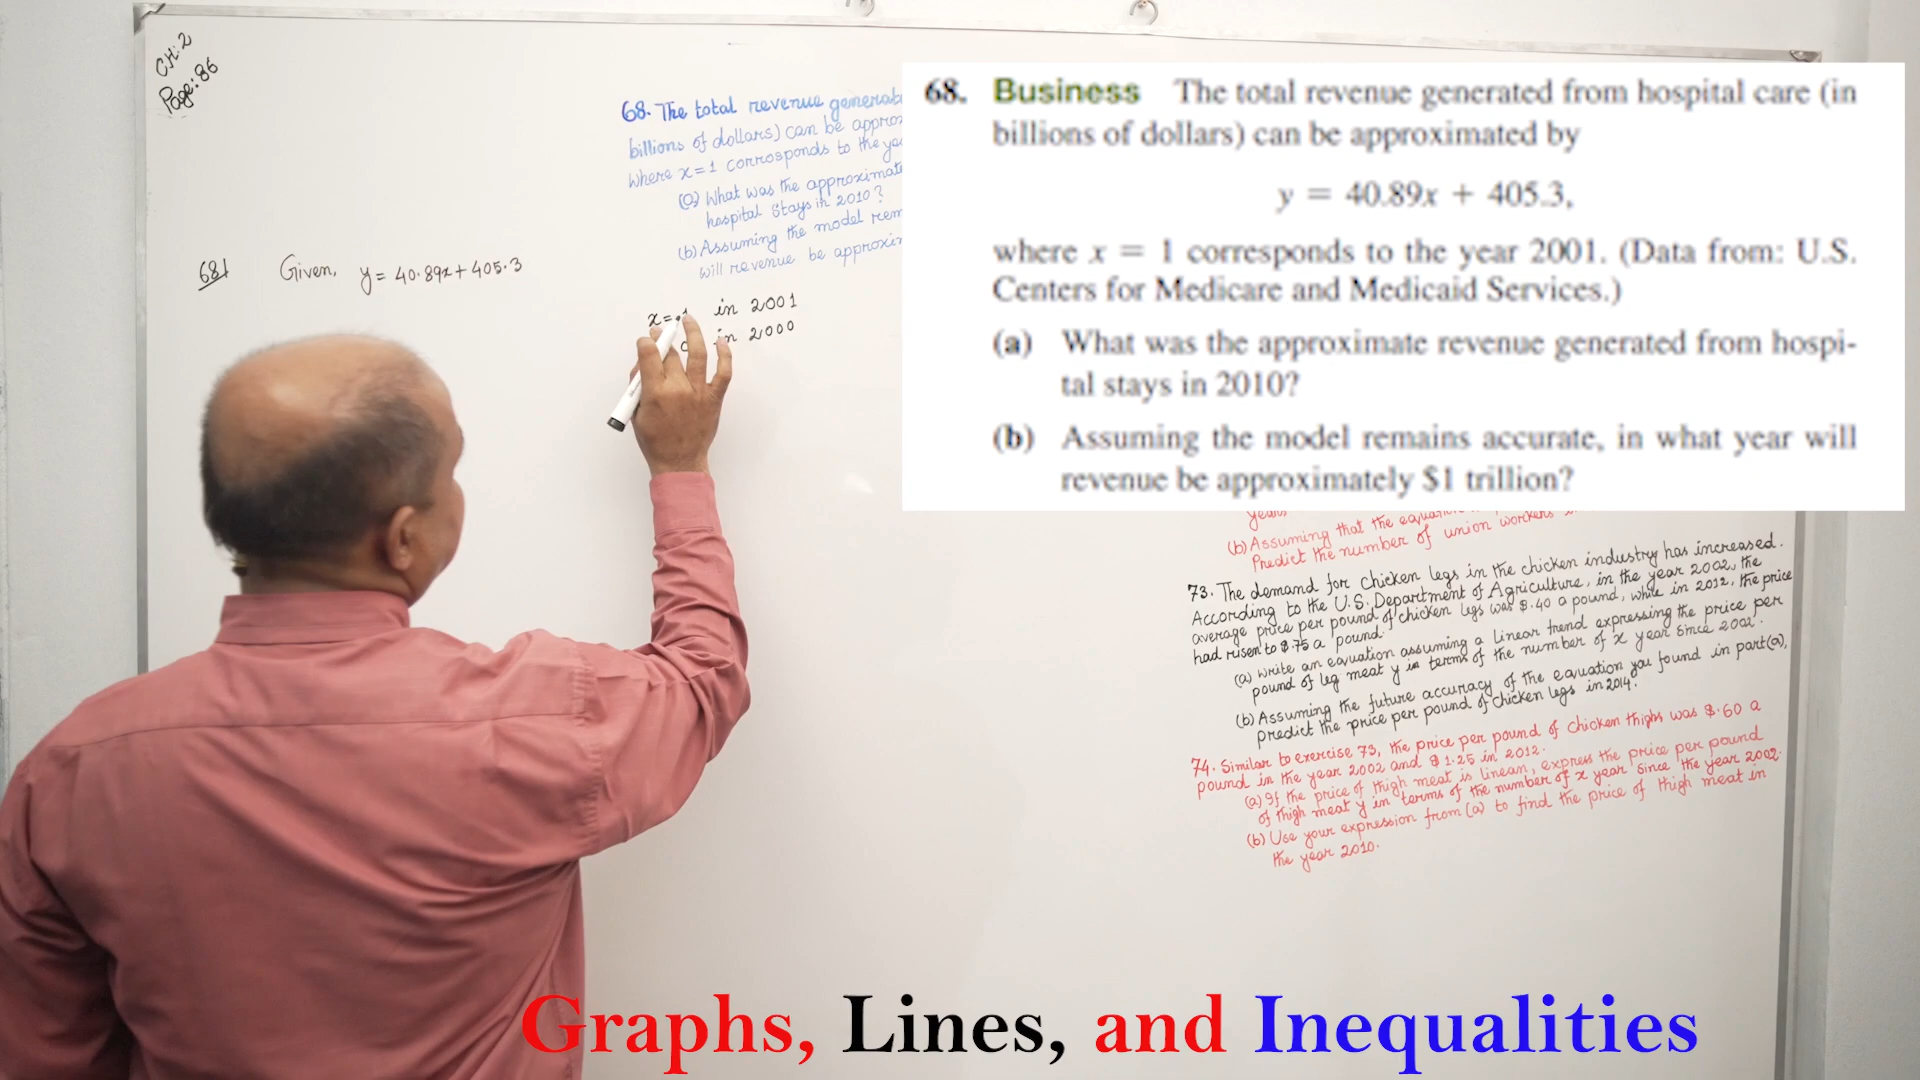 CH:2
Page:86
68. The total revenue generat
billions of dollars) can be appro
where x=1 corrosponds to the yea
(a) What was the approximat
hospital stays in 2010?
(b) Assuming the model rem
will revenue be approxi
68. Business The total revenue generated from hospital care (in
billions of dollars) can be approximated by
y = 40.89x + 405.3,
where x = 1 corresponds to the year 2001. (Data from: U.S.
Centers for Medicare and Medicaid Services.)
(a) What was the approximate revenue generated from hospi-
tal stays in 2010?
(b) Assuming the model remains accurate, in what year will
revenue be approximately $1 trillion?
68) Given, y = 40.89x + 405.3
x = 1 in 2001
in 2000
years
(b) Assuming that the equation
Predict the number of union workers
73. The demand for chicken legs in the chicken industry has increased.
According to the U.S. Department of Agriculture, in the year 2002, the
average price per pound of chicken legs was $.40 a pound, while in 2012, the price
had risen to $.75 a pound.
(a) write an equation assuming a linear trend expressing the price per
pound of leg meat y in terms of the number of x year since 2002.
(b) Assuming the future accuracy of the equation you found in part(a),
predict the price per pound of chicken legs in 2014.
74. Similar to exercise 73, the price per pound of chicken thighs was $.60 a
pound in the year 2002 and $1.25 in 2012.
(a) If the price of thigh meat is linear, express the price per pound
of thigh meat y in terms of the number of x year since the year 2002.
(b) Use your expression from (a) to find the price of thigh meat in
the year 2010.
Graphs, Lines, and Inequalities